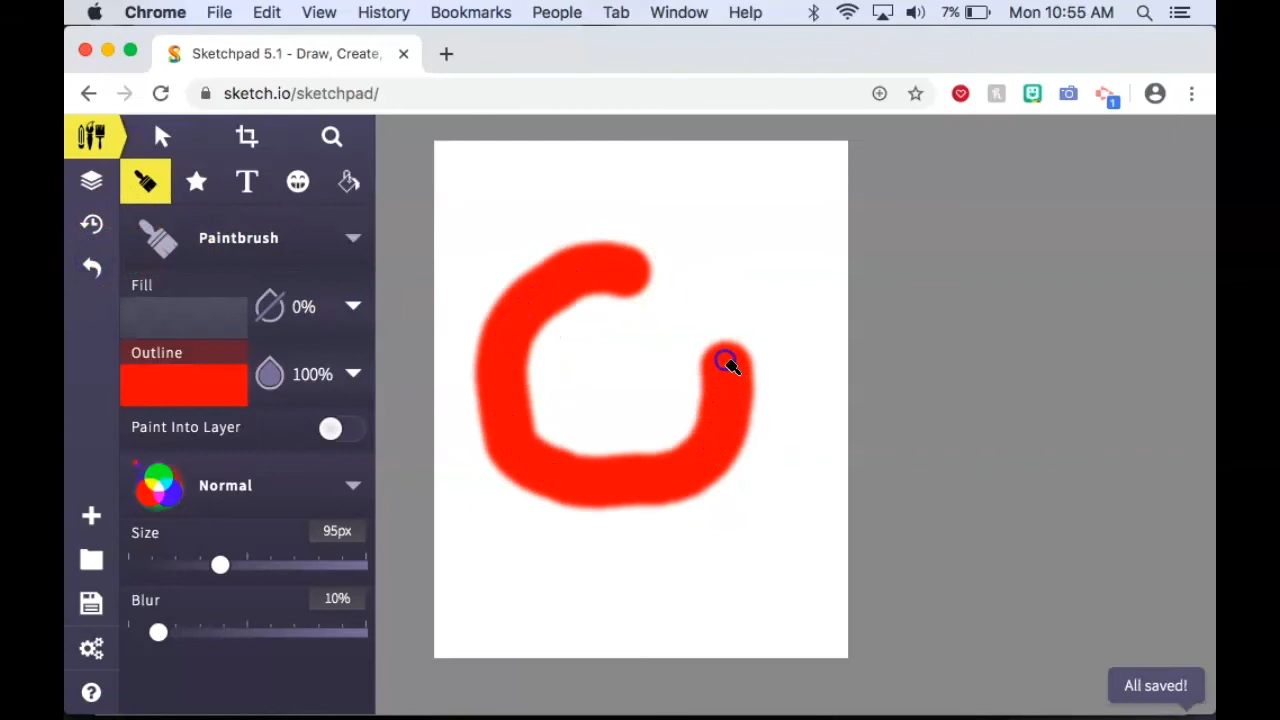 Chrome File Edit View History Bookmarks People Tab Window Help 7% Mon 10:55 AM
Sketchpad 5.1 - Draw, Create,
sketch.io/sketchpad/
1
T
Paintbrush
Fill
0%
Outline
100%
Paint Into Layer
Normal
Size 95px
Blur 10%
All saved!